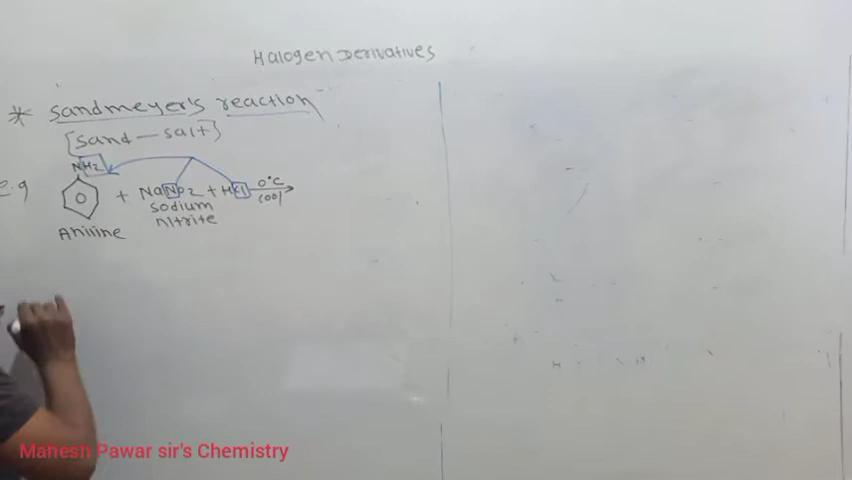 Halogen Derivatives
* Sandmeyer's reaction
[sand-salt]
NH2
e.g + NaNO2 + HCl 0°C
cool
sodium
nitrite
Aniline
Mahesh Pawar sir's Chemistry